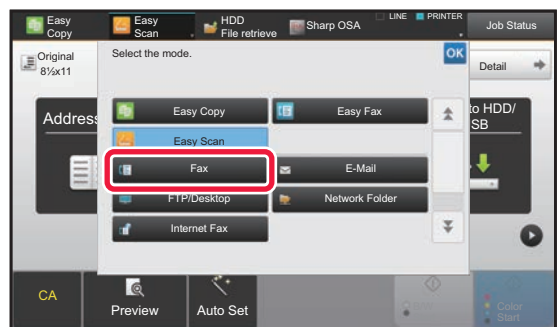 Easy Copy
Easy Scan
HDD File retrieve
Sharp OSA
LINE
PRINTER
Job Status
Original
8½x11
Select the mode.
OK
Detail
Address
to HDD/
SB
Easy Copy
Easy Fax
Easy Scan
Fax
E-Mail
FTP/Desktop
Network Folder
Internet Fax
CA
Preview
Auto Set
Color
Start